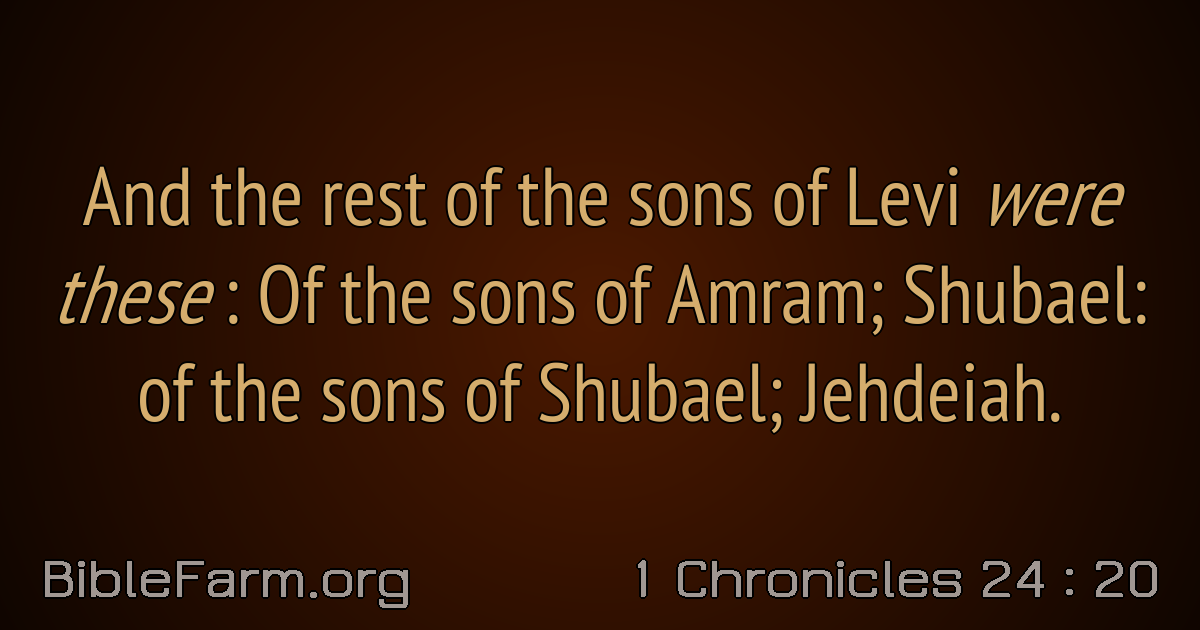 And the rest of the sons of Levi were
these : Of the sons of Amram; Shubael:
of the sons of Shubael; Jehdeiah.
BibleFarm.org
1 Chronicles 24 : 20